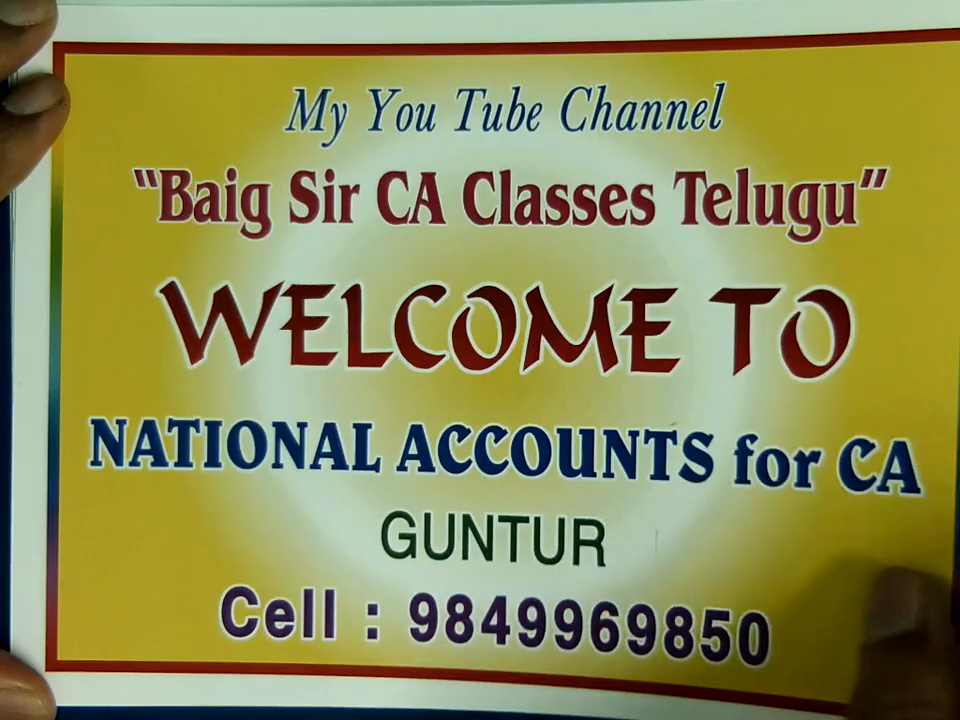 My You Tube Channel
"Baig Sir CA Classes Telugu"
WELCOME TO
NATIONAL ACCOUNTS for CA
GUNTUR
Cell : 9849969850